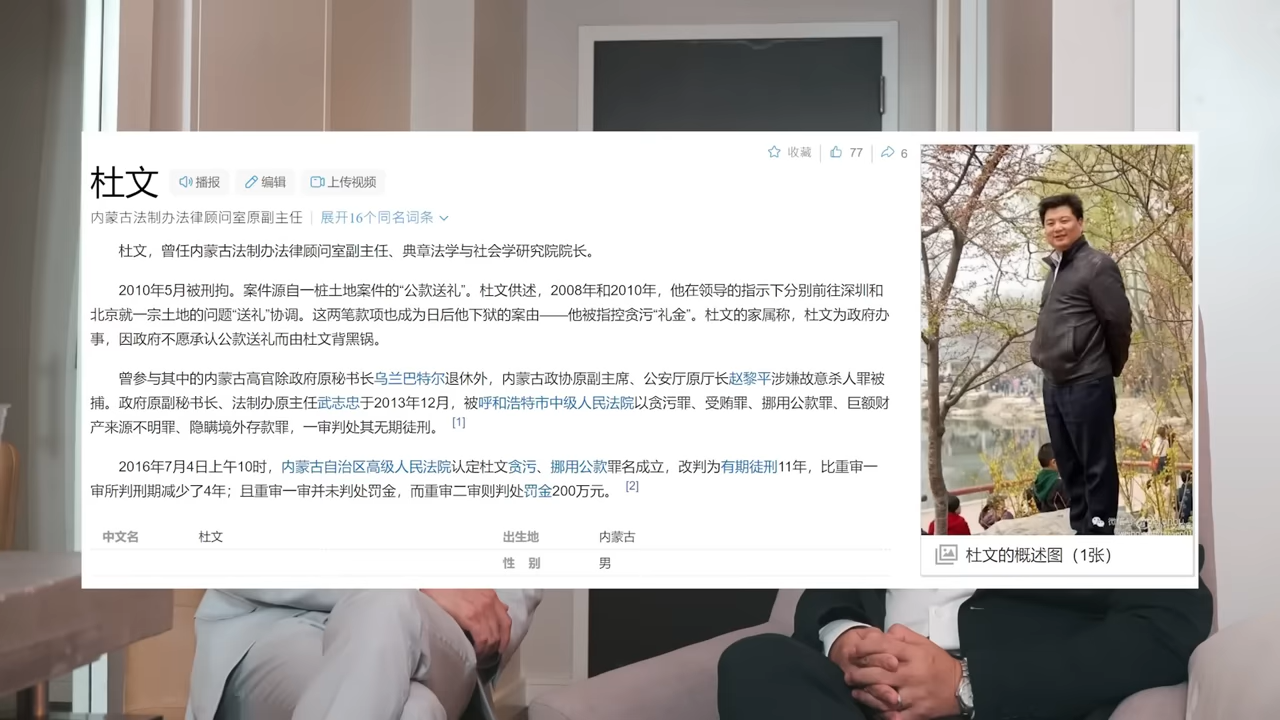 收藏 77 6
杜文 播报 编辑 上传视频
内蒙古法制办法律顾问室原副主任 展开16个同名词条
杜文，曾任内蒙古法制办法律顾问室副主任、典章法学与社会学研究院院长。
2010年5月被刑拘。案件源自一桩土地案件的“公款送礼”。杜文供述，2008年和2010年，他在领导的指示下分别前往深圳和
北京就一宗土地的问题“送礼”协调。这两笔款项也成为日后他下狱的案由——他被指控贪污“礼金”。杜文的家属称，杜文为政府办
事，因政府不愿承认公款送礼而由杜文背黑锅。
曾参与其中的内蒙古高官除政府原秘书长乌兰巴特尔退休外，内蒙古政协原副主席、公安厅原厅长赵黎平涉嫌故意杀人罪被
捕。政府原副秘书长、法制办原主任武志忠于2013年12月，被呼和浩特市中级人民法院以贪污罪、受贿罪、挪用公款罪、巨额财
产来源不明罪、隐瞒境外存款罪，一审判处其无期徒刑。 [1]
2016年7月4日上午10时，内蒙古自治区高级人民法院认定杜文贪污、挪用公款罪名成立，改判为有期徒刑11年，比重审一
审所判刑期减少了4年；且重审一审并未判处罚金，而重审二审则判处罚金200万元。 [2]
中文名 杜文 出生地 内蒙古
性 别 男
杜文的概述图（1张）